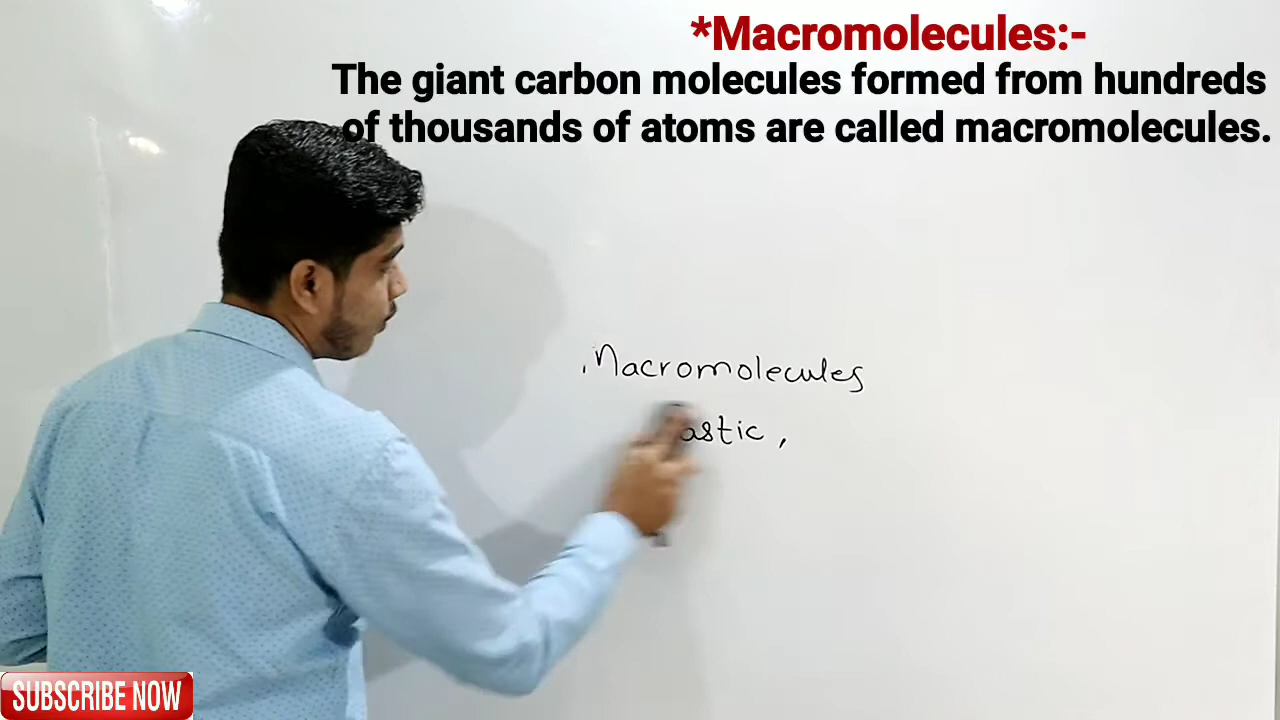 *Macromolecules:-
The giant carbon molecules formed from hundreds
of thousands of atoms are called macromolecules.
Macromolecules
astic ,
SUBSCRIBE NOW